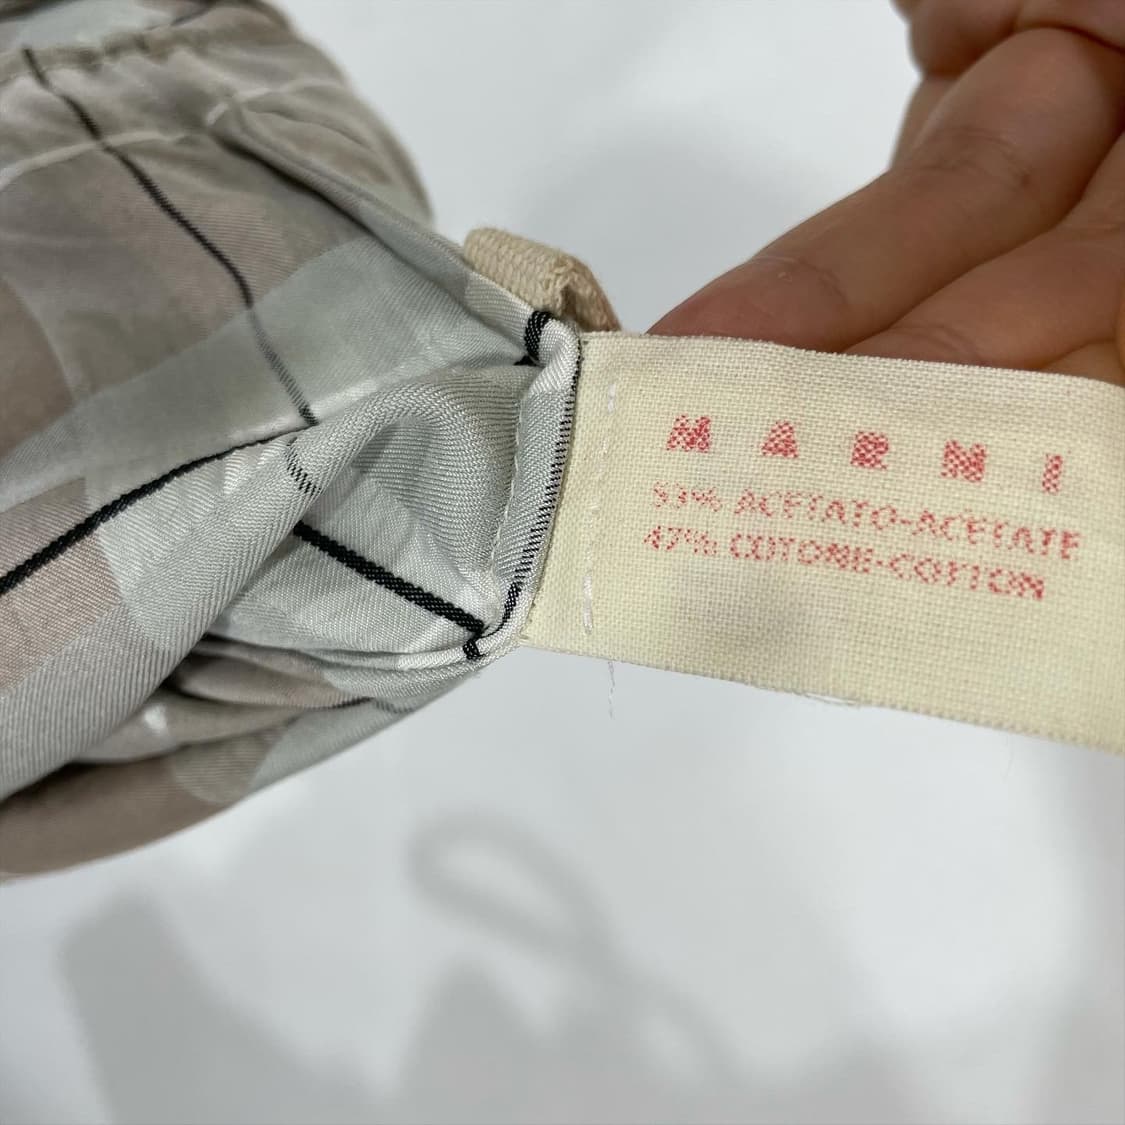 MARNI
53% ACETATO-ACETATE
47% COTONE-COTTON